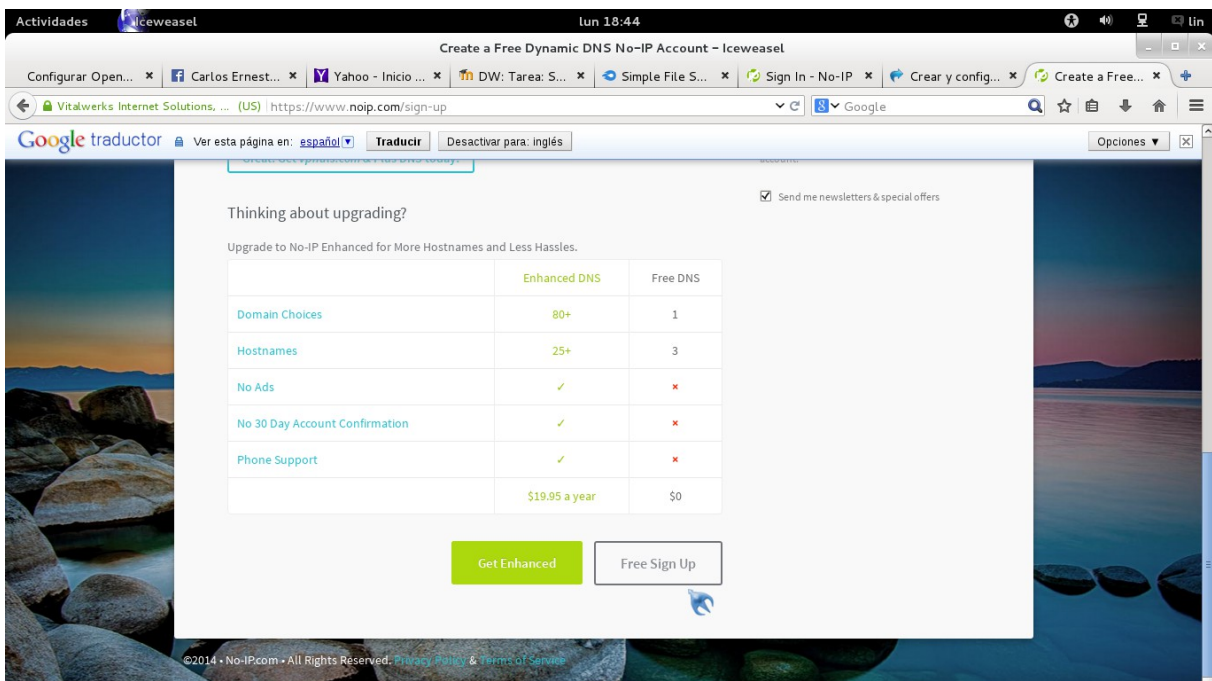 Actividades Iceweasel lun 18:44 lin
Create a Free Dynamic DNS No-IP Account - Iceweasel
Configurar Open... Carlos Ernest... Yahoo - Inicio ... DW: Tarea: S... Simple File S... Sign In - No-IP Crear y config... Create a Free...
Vitalwerks Internet Solutions, ... (US) https://www.noip.com/sign-up Google
Google traductor Ver esta página en: español Traducir Desactivar para: inglés Opciones
account.
Send me newsletters & special offers
Thinking about upgrading?
Upgrade to No-IP Enhanced for More Hostnames and Less Hassles.
Enhanced DNS Free DNS
Domain Choices 80+ 1
Hostnames 25+ 3
No Ads ✓ ×
No 30 Day Account Confirmation ✓ ×
Phone Support ✓ ×
$19.95 a year $0
Get Enhanced Free Sign Up
©2014 • No-IP.com • All Rights Reserved. Privacy Policy & Terms of Service